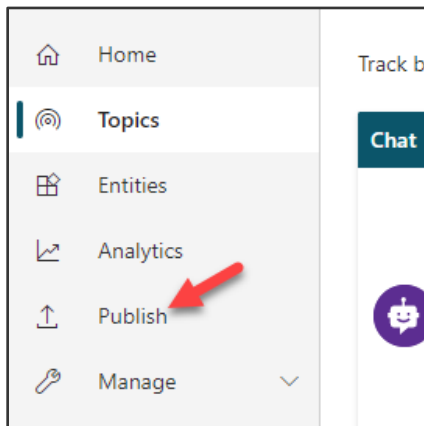 Home
Track b
Topics
Chat
Entities
Analytics
Publish
Manage